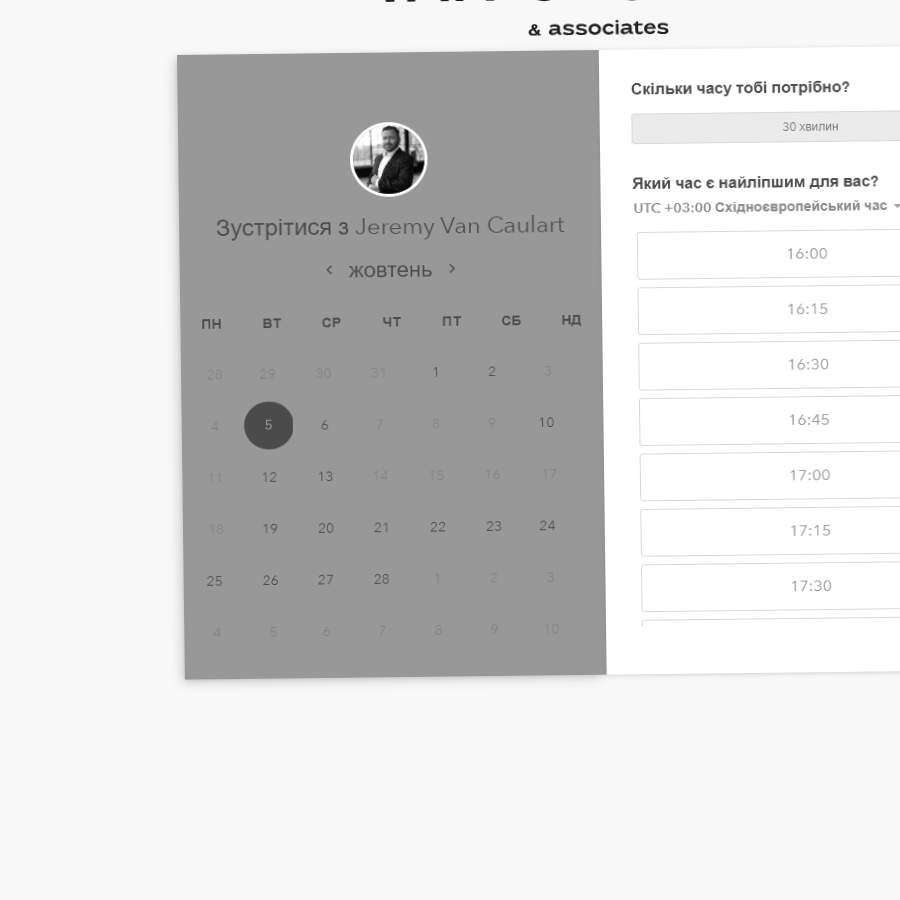 & associates
Зустрітися з Jeremy Van Caulart
жовтень
ПН ВТ СР ЧТ ПТ СБ НД
28 29 30 31 1 2 3
4 5 6 7 8 9 10
11 12 13 14 15 16 17
18 19 20 21 22 23 24
25 26 27 28 1 2 3
4 5 6 7 8 9 10
Скільки часу тобі потрібно?
30 хвилин
Який час є найліпшим для вас?
UTC +03:00 Східноєвропейський час
16:00
16:15
16:30
16:45
17:00
17:15
17:30